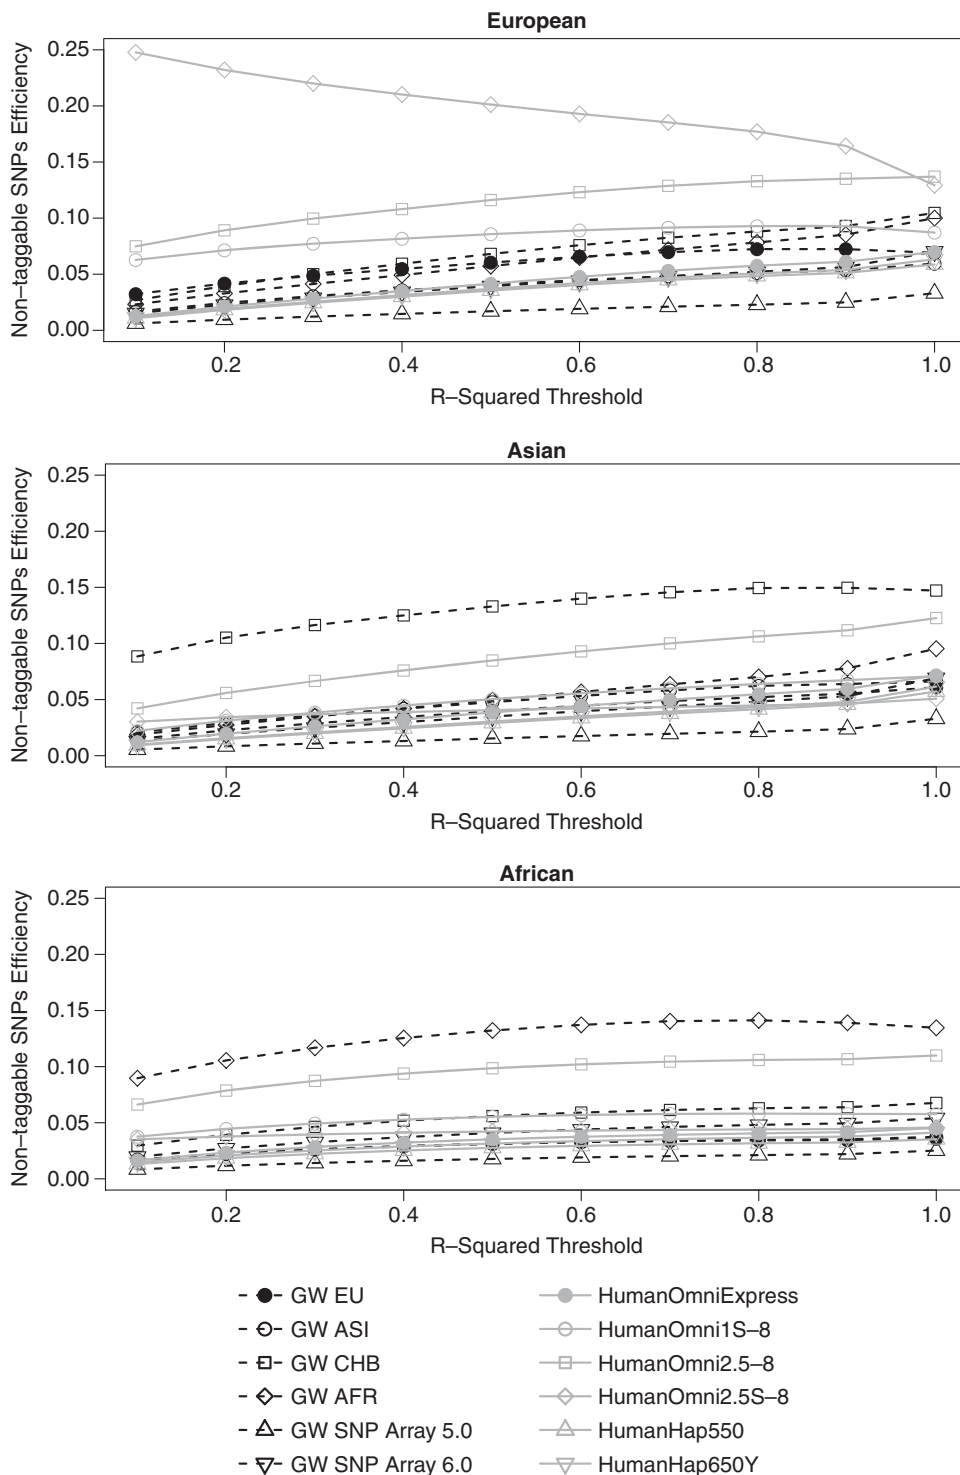 European
Non–taggable SNPs Efficiency
0.25
0.20
0.15
0.10
0.05
0.00
0.2 0.4 0.6 0.8 1.0
R–Squared Threshold
Asian
Non–taggable SNPs Efficiency
0.25
0.20
0.15
0.10
0.05
0.00
0.2 0.4 0.6 0.8 1.0
R–Squared Threshold
African
Non–taggable SNPs Efficiency
0.25
0.20
0.15
0.10
0.05
0.00
0.2 0.4 0.6 0.8 1.0
R–Squared Threshold
GW EU
GW ASI
GW CHB
GW AFR
GW SNP Array 5.0
GW SNP Array 6.0
HumanOmniExpress
HumanOmni1S–8
HumanOmni2.5–8
HumanOmni2.5S–8
HumanHap550
HumanHap650Y